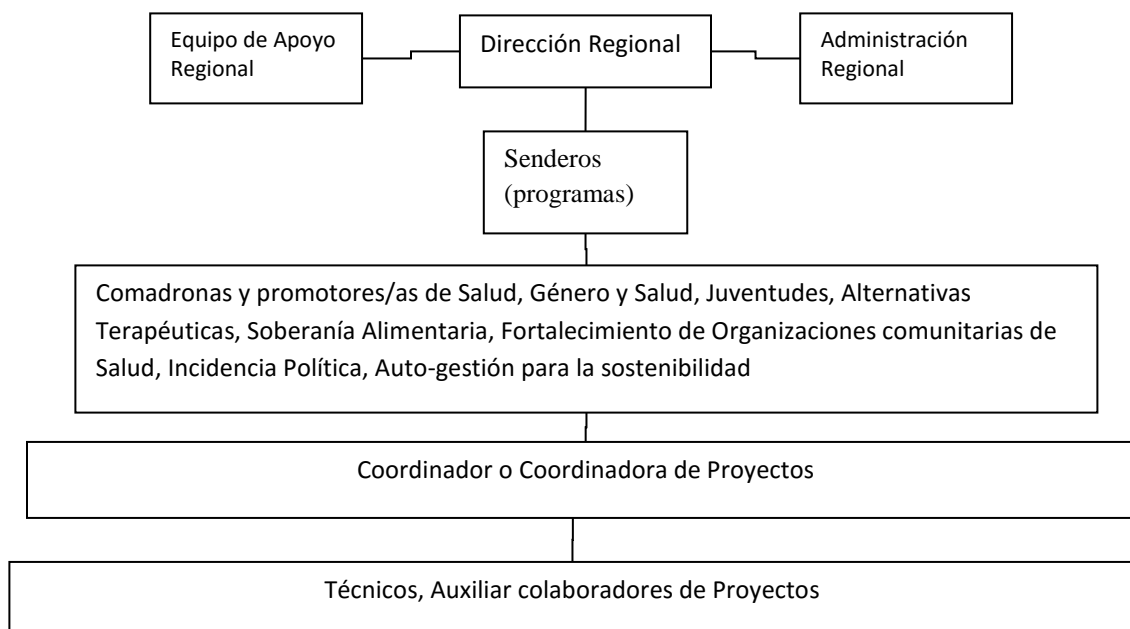 Equipo de Apoyo
Regional
Dirección Regional
Administración
Regional
Senderos
(programas)
Comadronas y promotores/as de Salud, Género y Salud, Juventudes, Alternativas
Terapéuticas, Soberanía Alimentaria, Fortalecimiento de Organizaciones comunitarias de
Salud, Incidencia Política, Auto-gestión para la sostenibilidad
Coordinador o Coordinadora de Proyectos
Técnicos, Auxiliar colaboradores de Proyectos